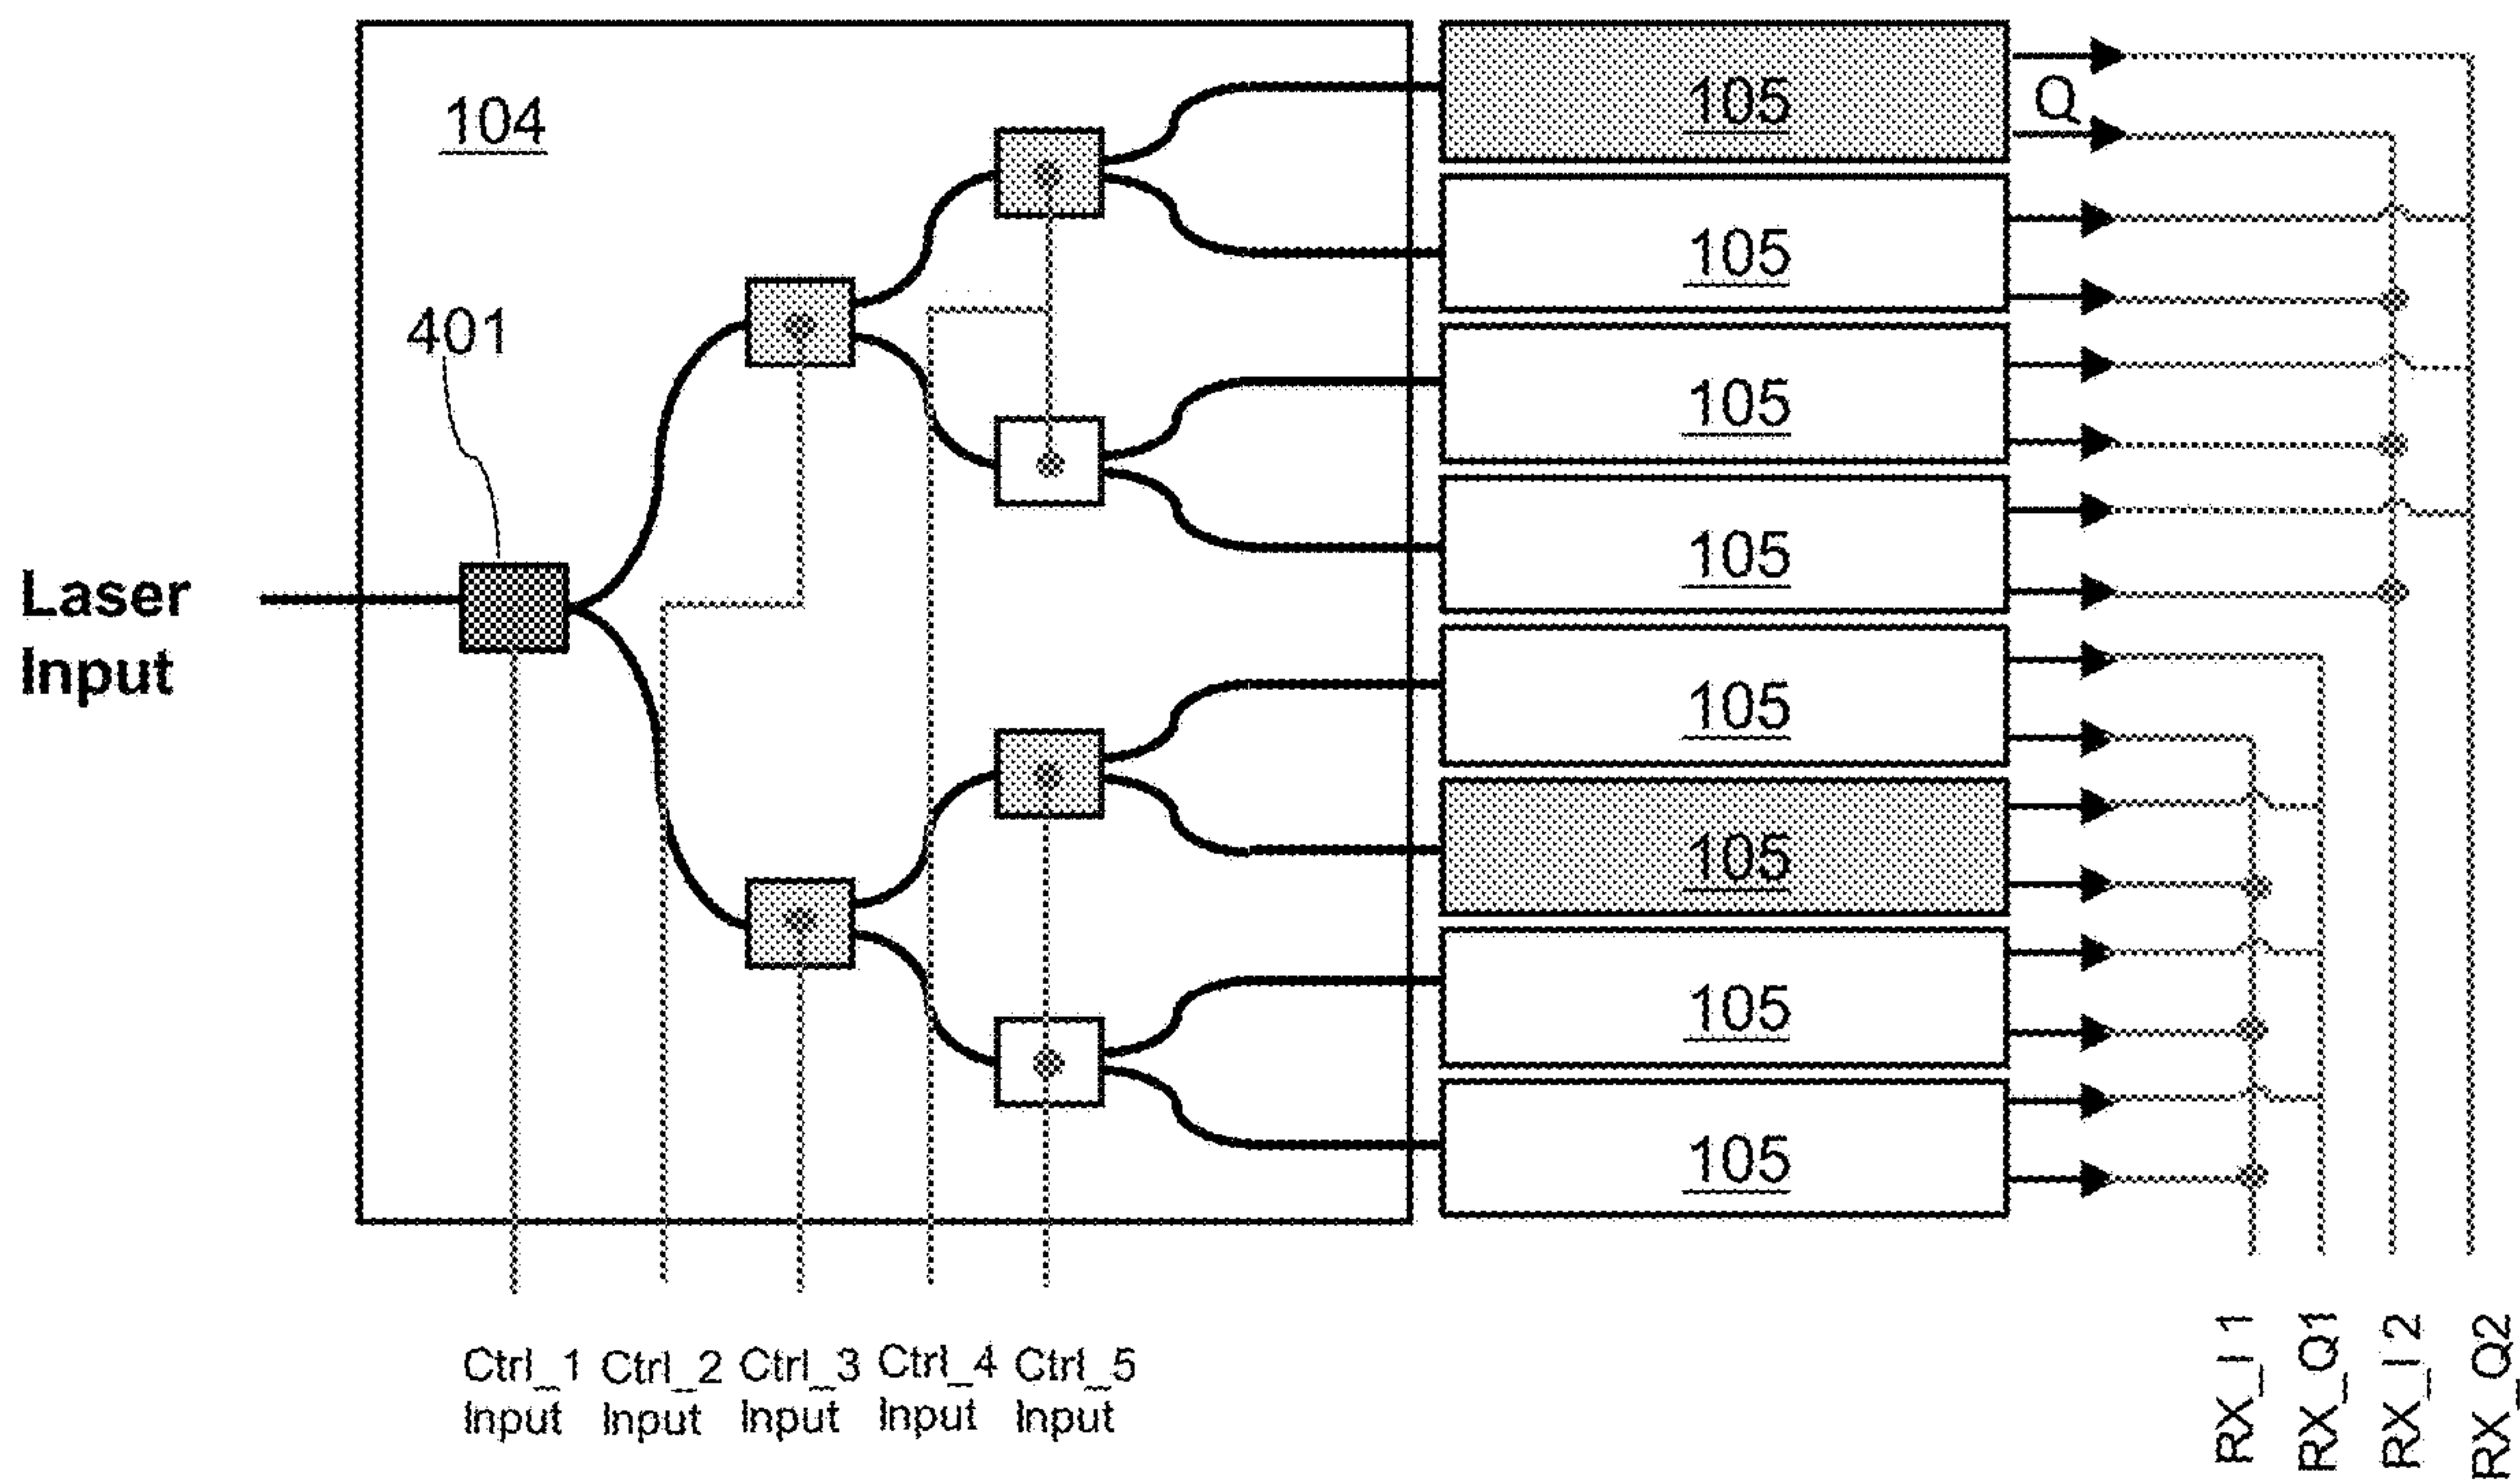 104
401
Laser
Input
105
105
105
105
105
105
105
105
Q
Ctrl_1
Input
Ctrl_2
Input
Ctrl_3
Input
Ctrl_4
Input
Ctrl_5
Input
RX_I1
RX_Q1
RX_I2
RX_Q2